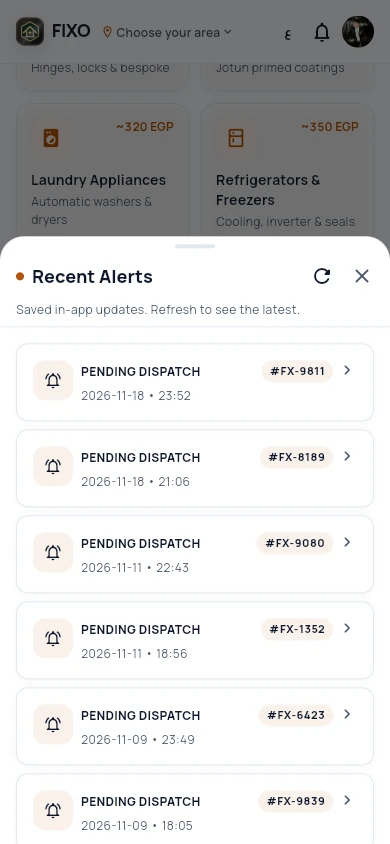 FIXO
Choose your area
ع
Hinges, locks & bespoke
Jotun primed coatings
~320 EGP
Laundry Appliances
Automatic washers &
dryers
~350 EGP
Refrigerators &
Freezers
Cooling, inverter & seals
Recent Alerts
Saved in-app updates. Refresh to see the latest.
PENDING DISPATCH
#FX-9811
2026-11-18 • 23:52
PENDING DISPATCH
#FX-8189
2026-11-18 • 21:06
PENDING DISPATCH
#FX-9080
2026-11-11 • 22:43
PENDING DISPATCH
#FX-1352
2026-11-11 • 18:56
PENDING DISPATCH
#FX-6423
2026-11-09 • 23:49
PENDING DISPATCH
#FX-9839
2026-11-09 • 18:05